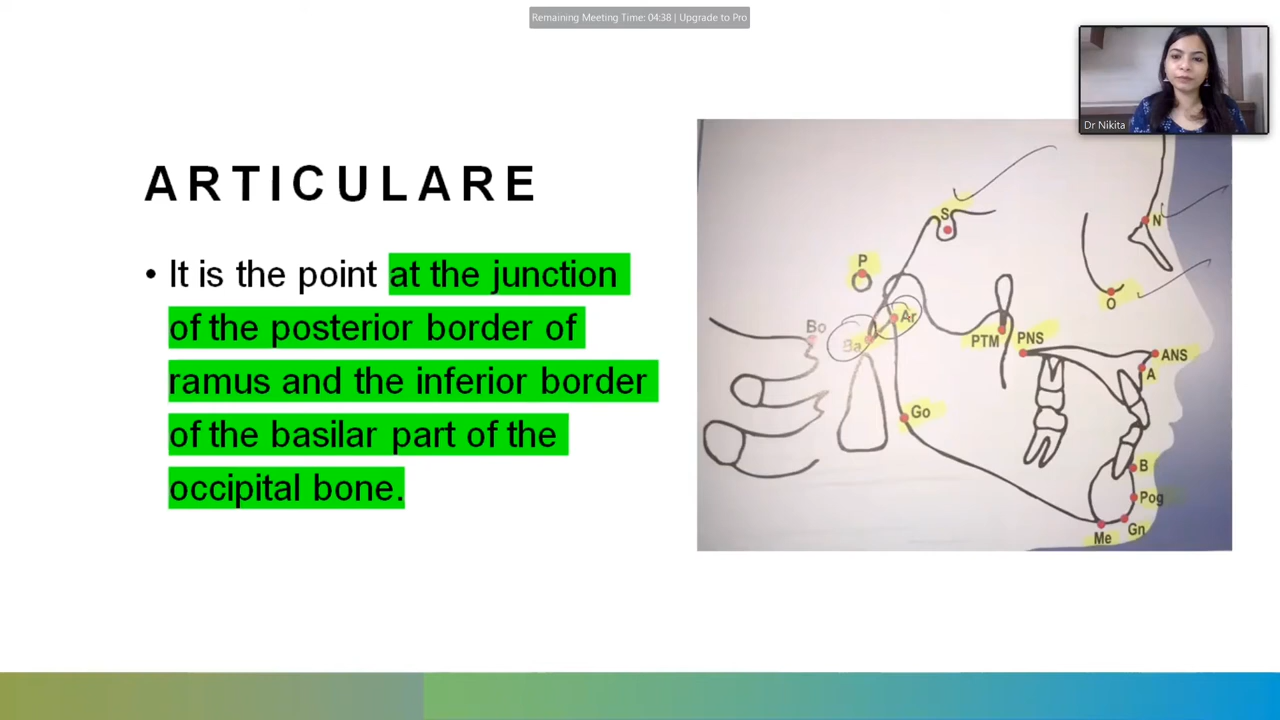 Remaining Meeting Time: 04:38 | Upgrade to Pro
Dr Nikita
ARTICULARE
• It is the point at the junction
of the posterior border of
ramus and the inferior border
of the basilar part of the
occipital bone.
S
N
P
O
Bo
Ar
Ba
PTM
PNS
ANS
A
Go
B
Pog
Gn
Me